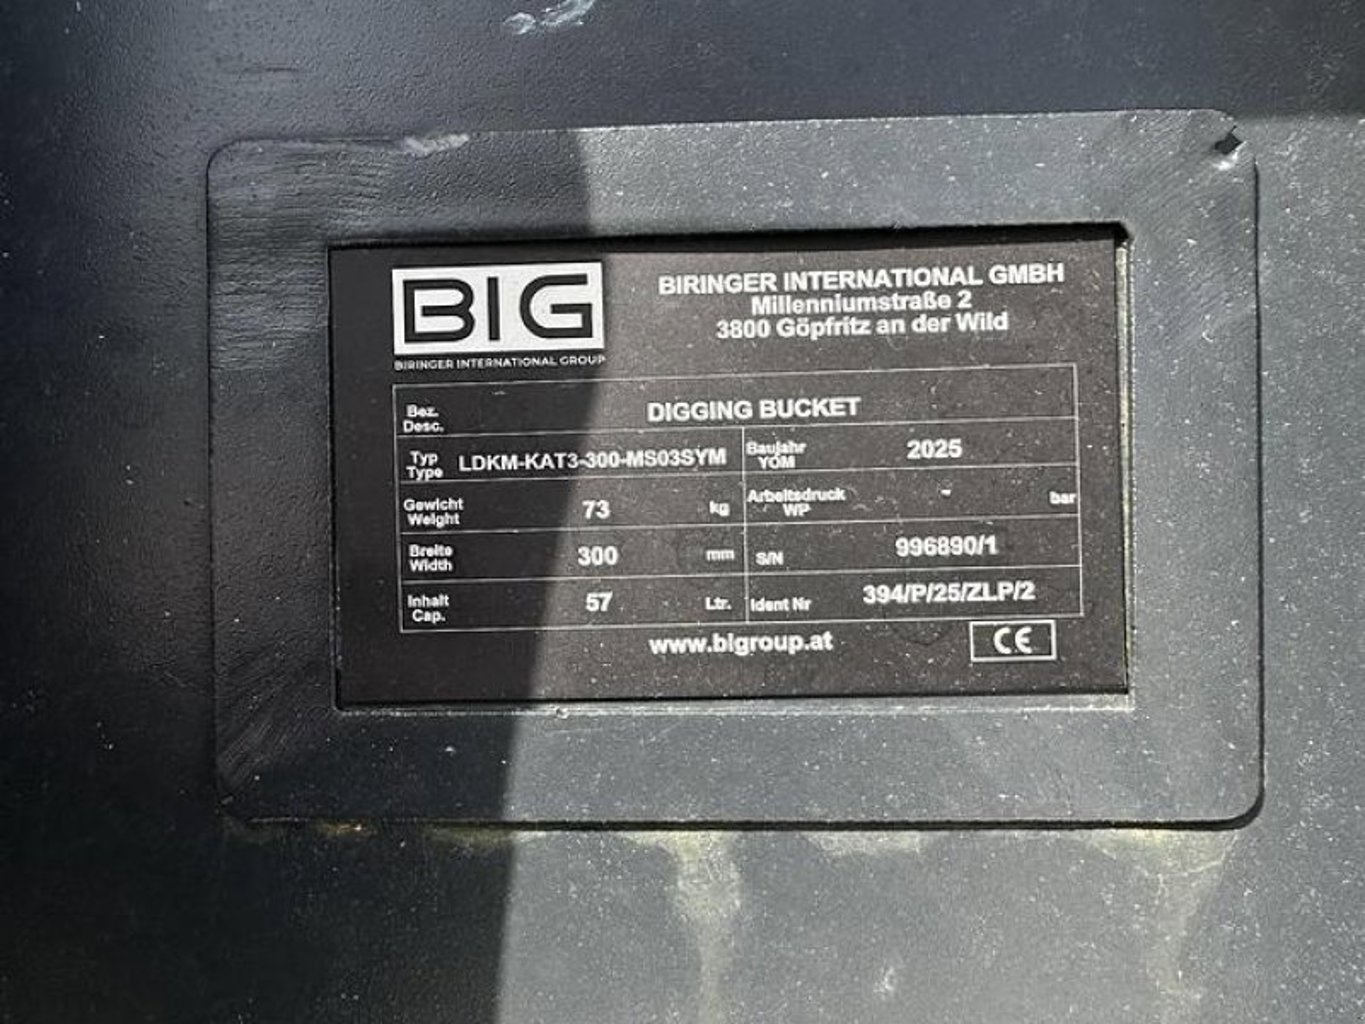 BIG
BIRINGER INTERNATIONAL GROUP
BIRINGER INTERNATIONAL GMBH
Millenniumstraße 2
3800 Göpfritz an der Wild
Bez.
Desc.
DIGGING BUCKET
Typ
Type
LDKM-KAT3-300-MS03SYM
Baujahr
YOM
2025
Gewicht
Weight
73 kg
Arbeitsdruck
WP
- bar
Breite
Width
300 mm
S/N
996890/1
Inhalt
Cap.
57 Ltr.
Ident Nr
394/P/25/ZLP/2
www.bigroup.at
CE